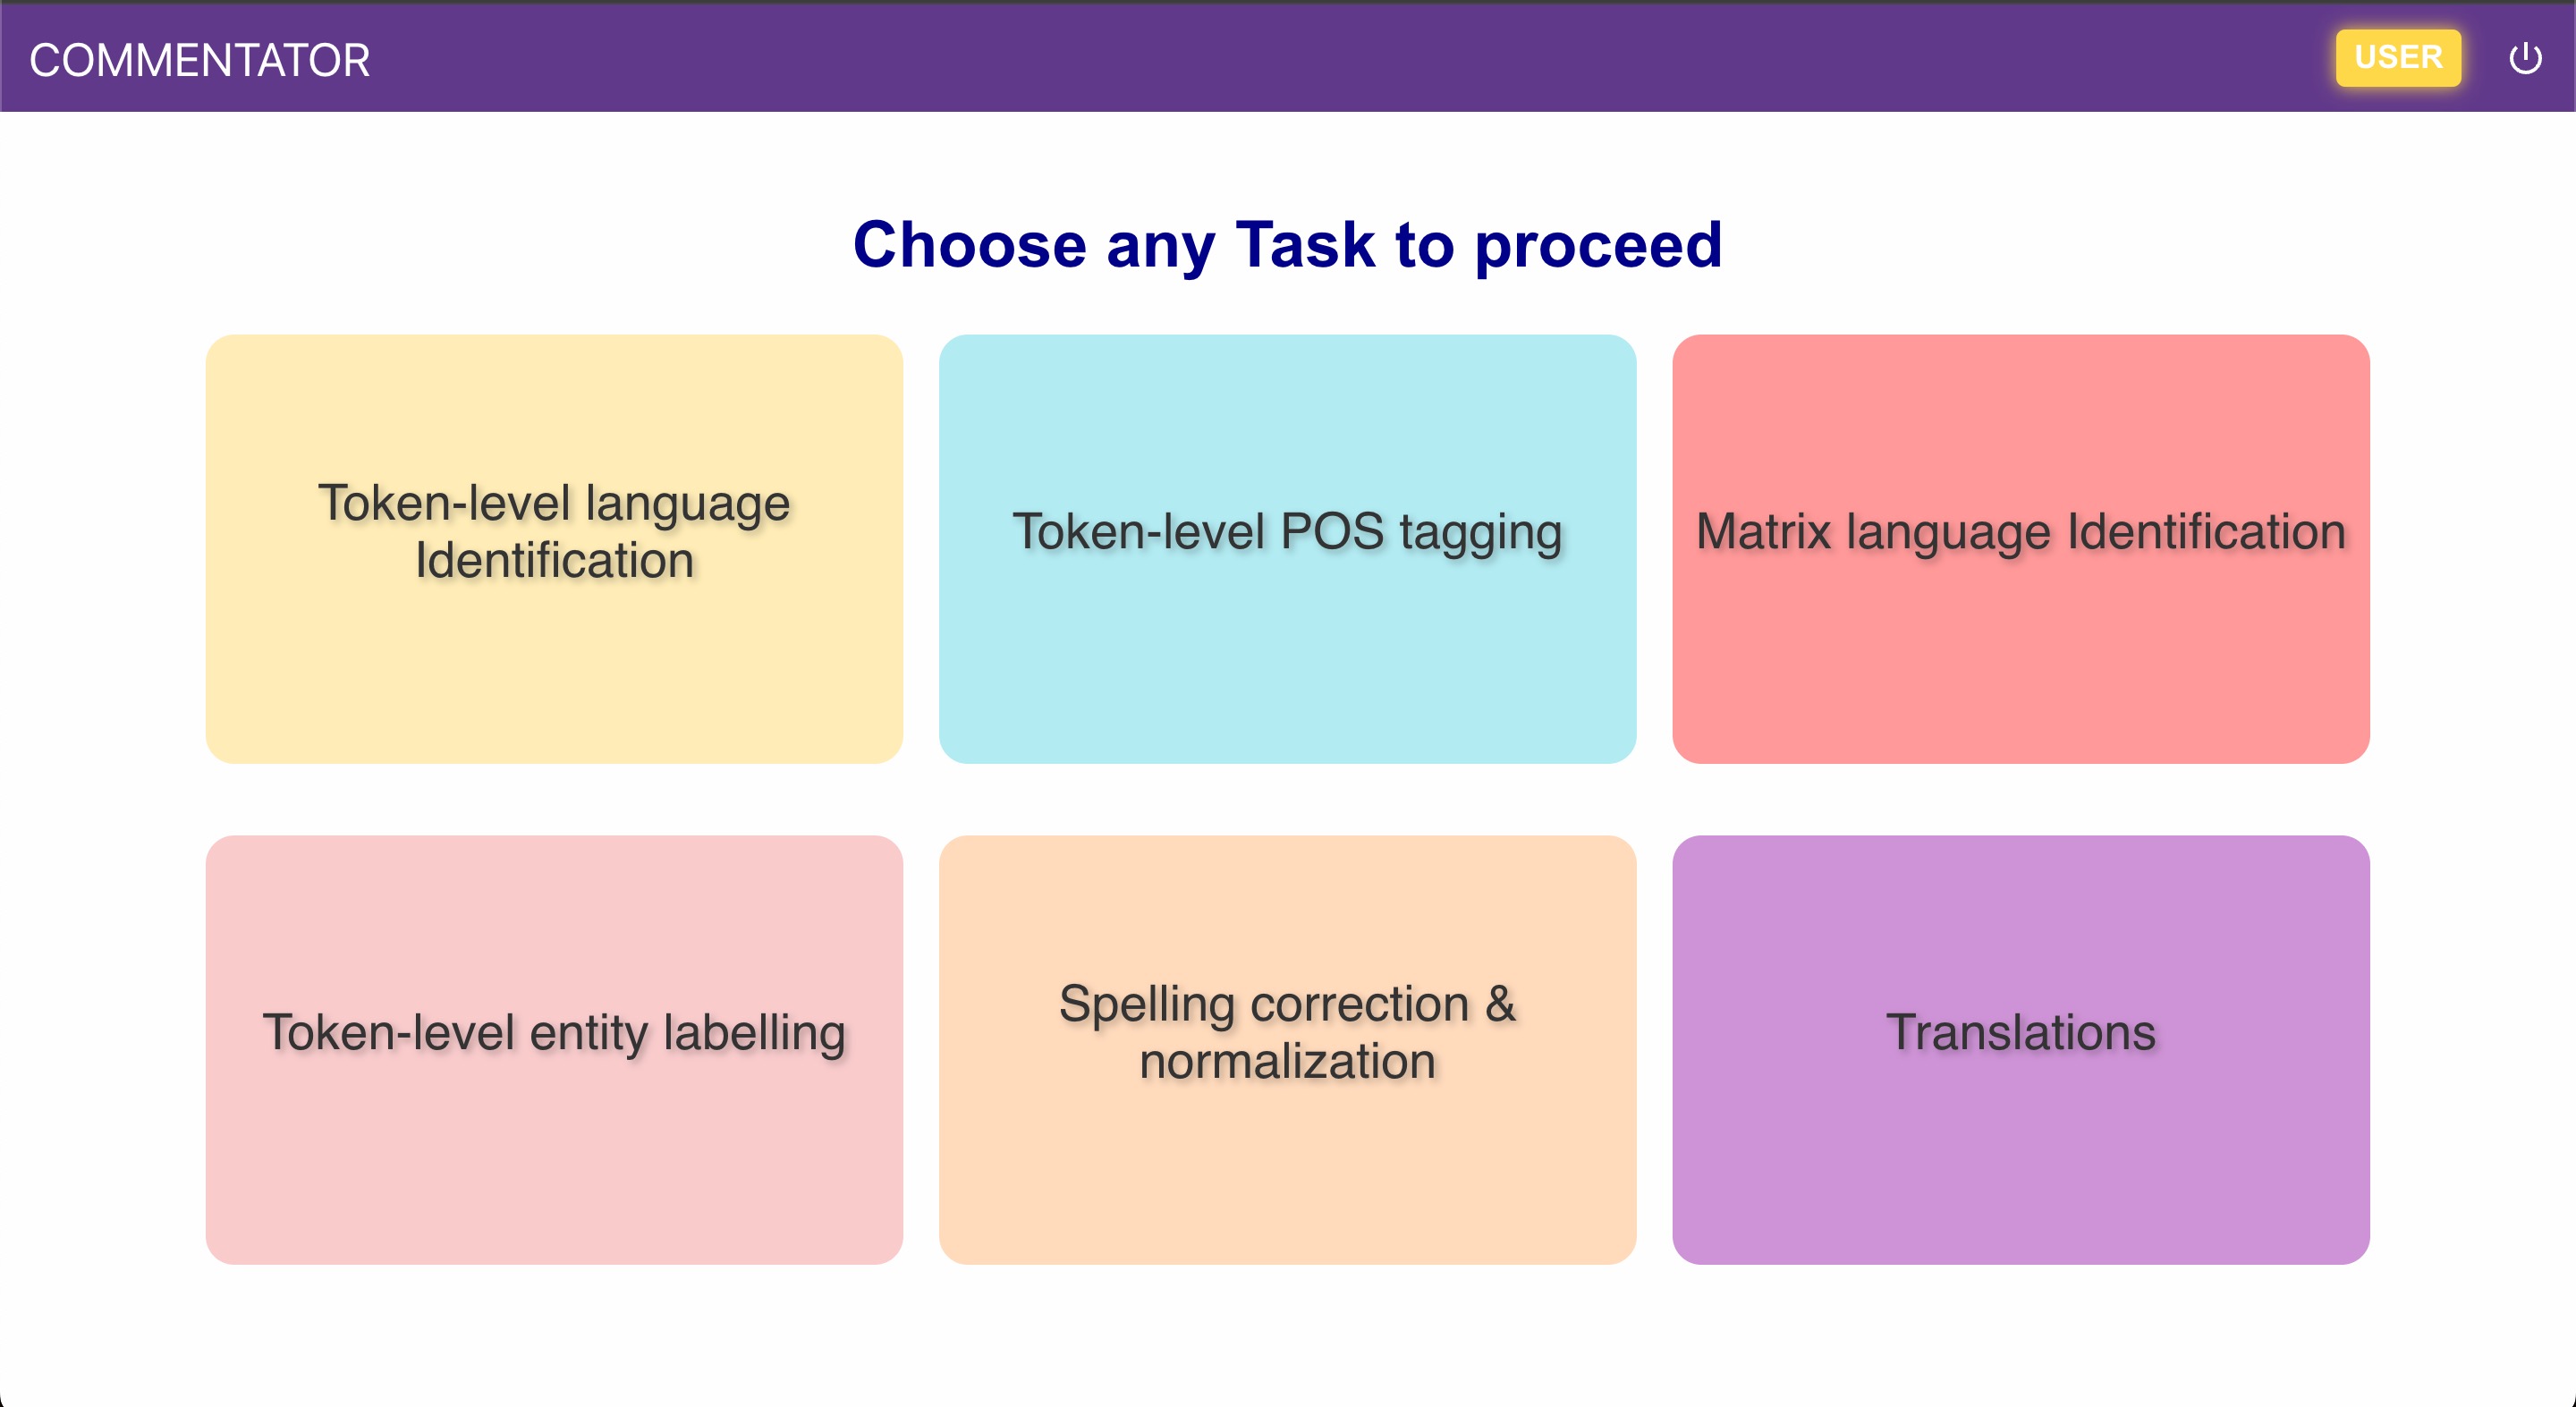 COMMENTATOR
USER
Choose any Task to proceed
Token-level language
Identification
Token-level POS tagging
Matrix language Identification
Token-level entity labelling
Spelling correction &
normalization
Translations